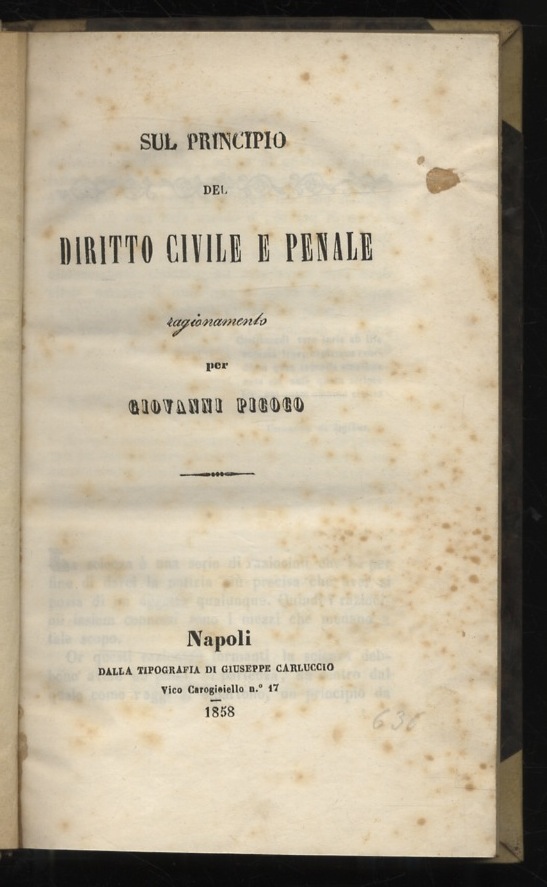 SUL PRINCIPIO
DEL
DIRITTO CIVILE E PENALE
ragionamento
per
GIOVANNI PICOCO
Napoli
DALLA TIPOGRAFIA DI GIUSEPPE CARLUCCIO
Vico Carogioiello n.° 17
1858
636